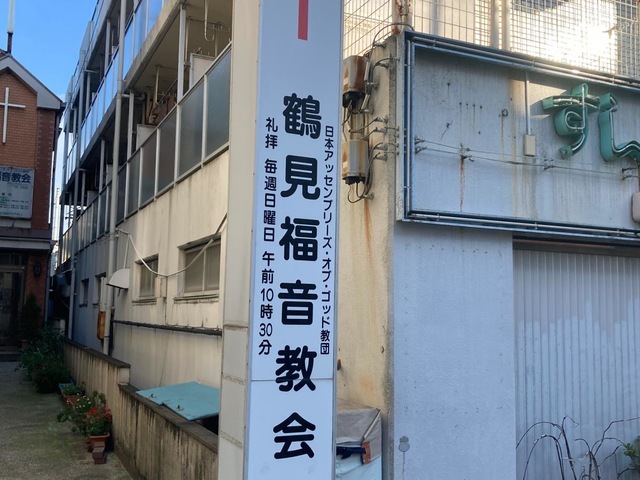 日本アッセンブリーズ・オブ・ゴッド教団
鶴見福音教会
礼拝 毎週日曜日 午前10時30分
音教会
すし